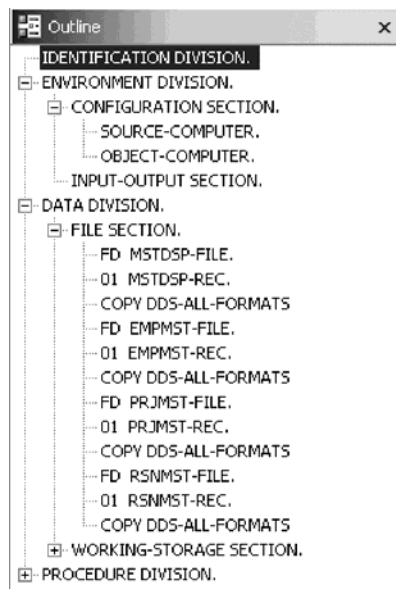 Outline
IDENTIFICATION DIVISION.
ENVIRONMENT DIVISION.
CONFIGURATION SECTION.
SOURCE-COMPUTER.
OBJECT-COMPUTER.
INPUT-OUTPUT SECTION.
DATA DIVISION.
FILE SECTION.
FD MSTDSP-FILE.
01 MSTDSP-REC.
COPY DDS-ALL-FORMATS
FD EMPMST-FILE.
01 EMPMST-REC.
COPY DDS-ALL-FORMATS
FD PRJMST-FILE.
01 PRJMST-REC.
COPY DDS-ALL-FORMATS
FD RSNMST-FILE.
01 RSNMST-REC.
COPY DDS-ALL-FORMATS
WORKING-STORAGE SECTION.
PROCEDURE DIVISION.